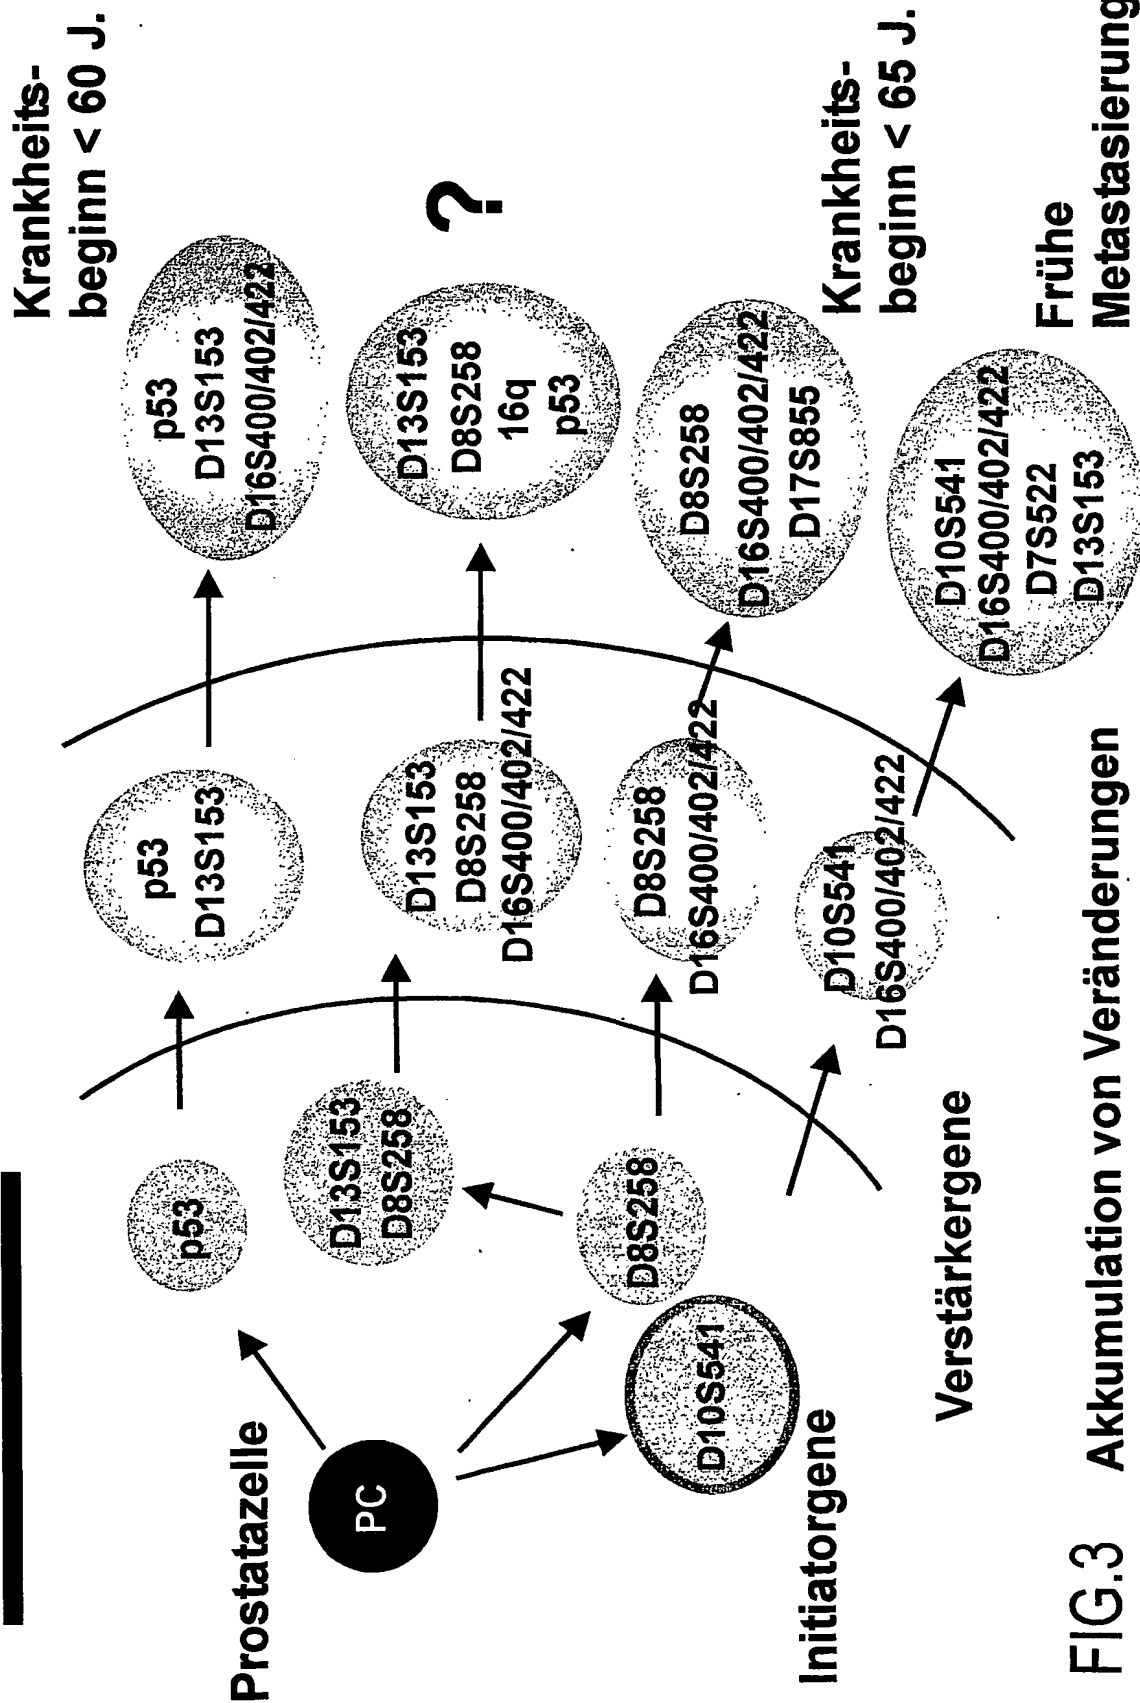 Prostatazelle
PC
Initiatorgene
p53
D13S153
D8S258
D8S258
D10S541
Verstärkergene
p53
D13S153
D13S153
D8S258
D16S400/402/422
D8S258
D16S400/402/422
D10S541
D16S400/402/422
Krankheits-
beginn < 60 J.
p53
D13S153
D16S400/402/422
?
D13S153
D8S258
16q
p53
Krankheits-
beginn < 65 J.
D8S258
D16S400/402/422
D17S855
Frühe
Metastasierung
D10S541
D16S400/402/422
D7S522
D13S153
FIG.3 Akkumulation von Veränderungen